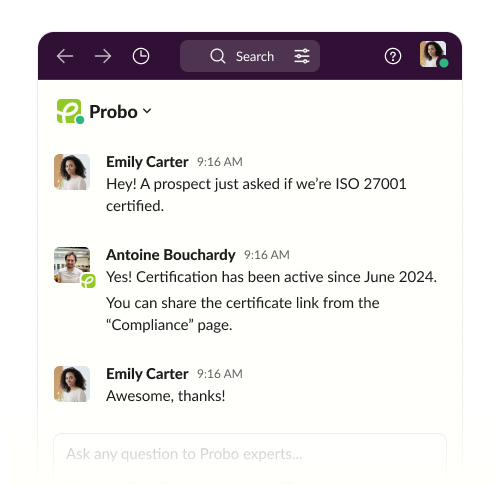 Search
Probo
Emily Carter 9:16 AM
Hey! A prospect just asked if we’re ISO 27001
certified.
Antoine Bouchardy 9:16 AM
Yes! Certification has been active since June 2024.
You can share the certificate link from the
“Compliance” page.
Emily Carter 9:16 AM
Awesome, thanks!
Ask any question to Probo experts...